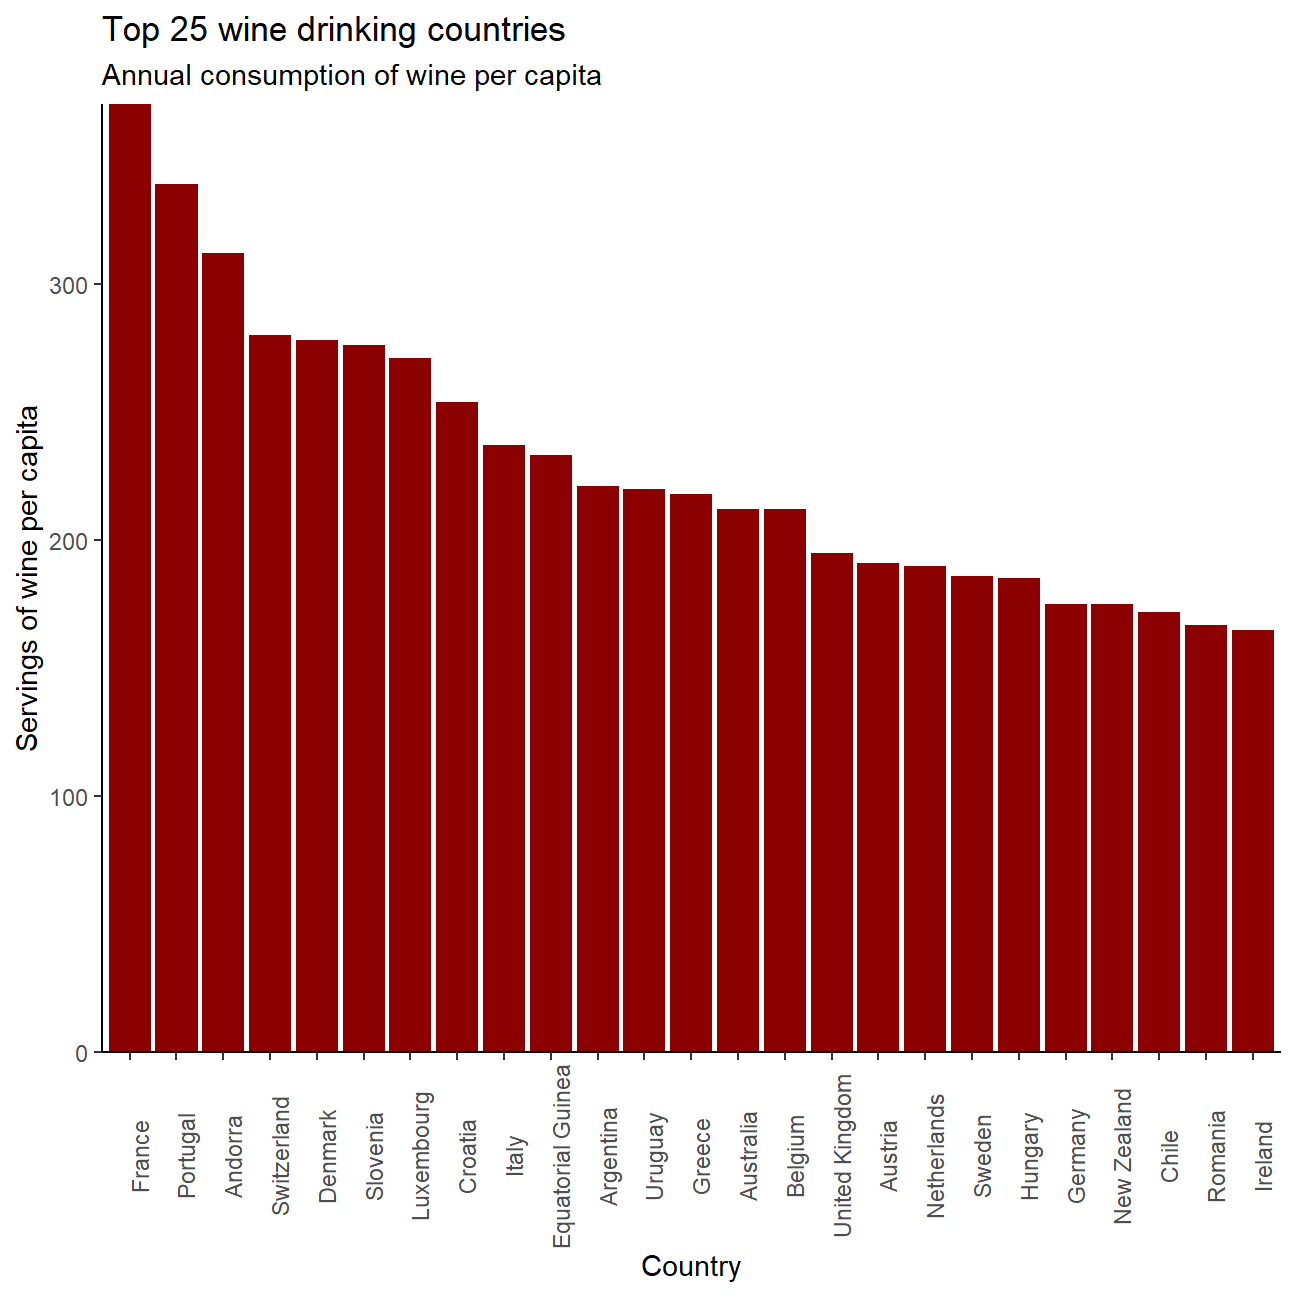 Top 25 wine drinking countries
Annual consumption of wine per capita
Servings of wine per capita
300
200
100
0
France
Portugal
Andorra
Switzerland
Denmark
Slovenia
Luxembourg
Croatia
Italy
Equatorial Guinea
Argentina
Uruguay
Greece
Australia
Belgium
United Kingdom
Austria
Netherlands
Sweden
Hungary
Germany
New Zealand
Chile
Romania
Ireland
Country